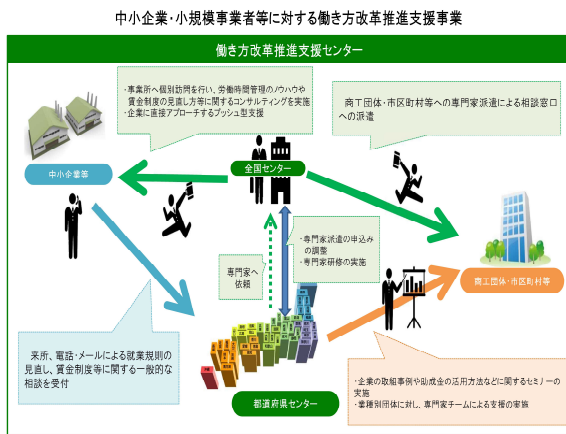 中小企業・小規模事業者等に対する働き方改革推進支援事業
働き方改革推進支援センター
・事業所へ個別訪問を行い、労働時間管理のノウハウや
賃金制度の見直し方等に関するコンサルティングを実施
・企業に直接アプローチするプッシュ型支援
商工団体・市区町村等への専門家派遣による相談窓口
への派遣
中小企業等
全国センター
・専門家派遣の申込み
の調整
・専門家研修の実施
専門家へ
依頼
商工団体・市区町村等
来所、電話・メールによる就業規則の
見直し、賃金制度等に関する一般的な
相談を受付
都道府県センター
・企業の取組事例や助成金の活用方法などに関するセミナーの
実施
・業種別団体に対し、専門家チームによる支援の実施